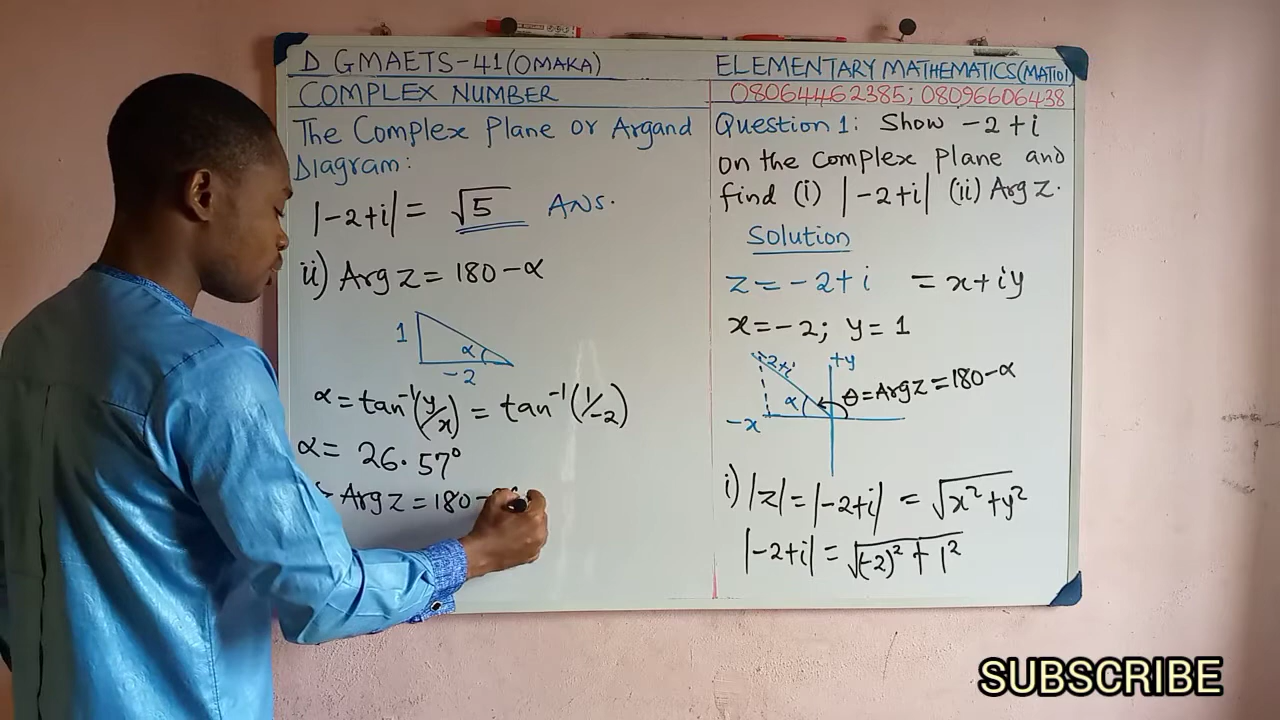 D GMAETS-41(OMAKA)
COMPLEX NUMBER
The Complex Plane or Argand
Diagram:
|-2+i| = √5 ANS.
ii) Arg z = 180 - α
1
α
-2
α = tan⁻¹(y/x) = tan⁻¹(1/-2)
α = 26.57°
Arg z = 180 -
ELEMENTARY MATHEMATICS(MAT101
08064462385; 08096606438
Question 1: Show -2+i
on the complex plane and
find (i) |-2+i| (ii) Arg z.
Solution
z = -2+i = x+iy
x = -2; y = 1
-2+i
+y
θ = Arg z = 180-α
α
-x
i) |z| = |-2+i| = √x²+y²
|-2+i| = √(-2)² + 1²
SUBSCRIBE